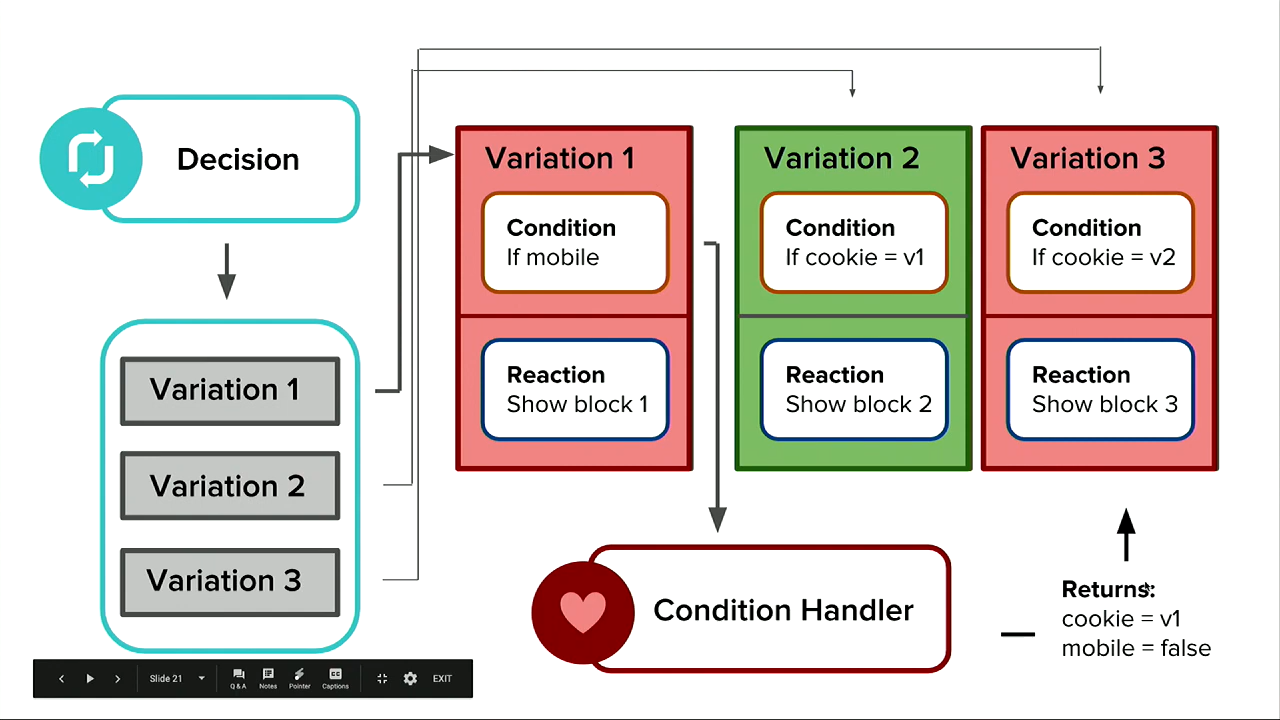 Decision
Variation 1
Variation 2
Variation 3
Variation 1
Condition
If mobile
Reaction
Show block 1
Variation 2
Condition
If cookie = v1
Reaction
Show block 2
Variation 3
Condition
If cookie = v2
Reaction
Show block 3
Condition Handler
Returns:
cookie = v1
mobile = false
Slide 21
Q & A
Notes
Pointer
CC
Captions
EXIT